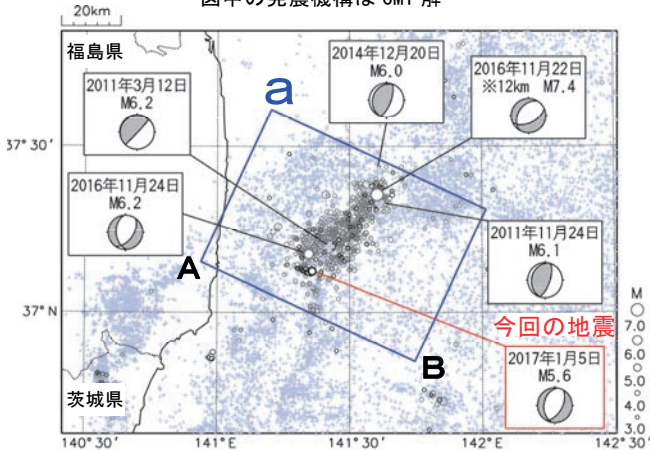 図中の発震機構は CMT 解
20km
福島県
2014年12月20日
M6.0
2016年11月22日
※12km M7.4
2011年3月12日
M6.2
a
37°30'
2016年11月24日
M6.2
2011年11月24日
M6.1
A
37°N
今回の地震
M
7.0
6.0
5.0
4.0
3.0
B
2017年1月5日
M5.6
茨城県
140°30'
141°E
141°30'
142°E
142°30'